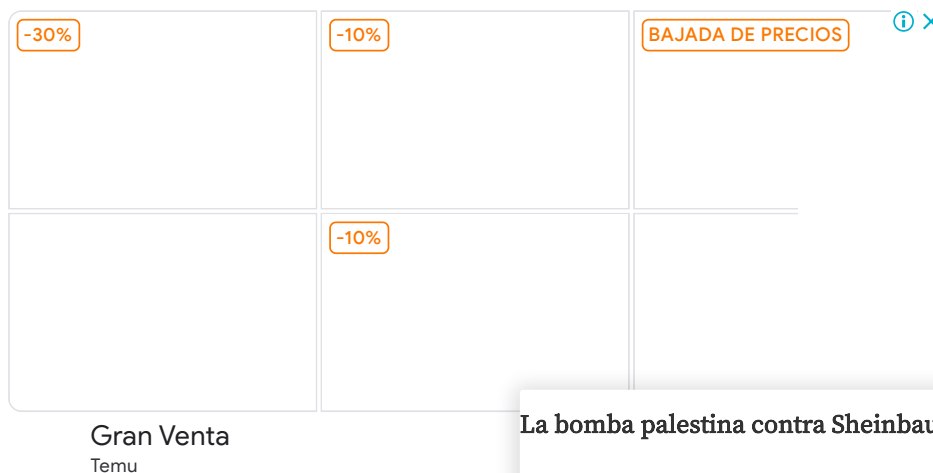 -30%
-10%
BAJADA DE PRECIOS
-10%
Gran Venta
Temu
La bomba palestina contra Sheinbau